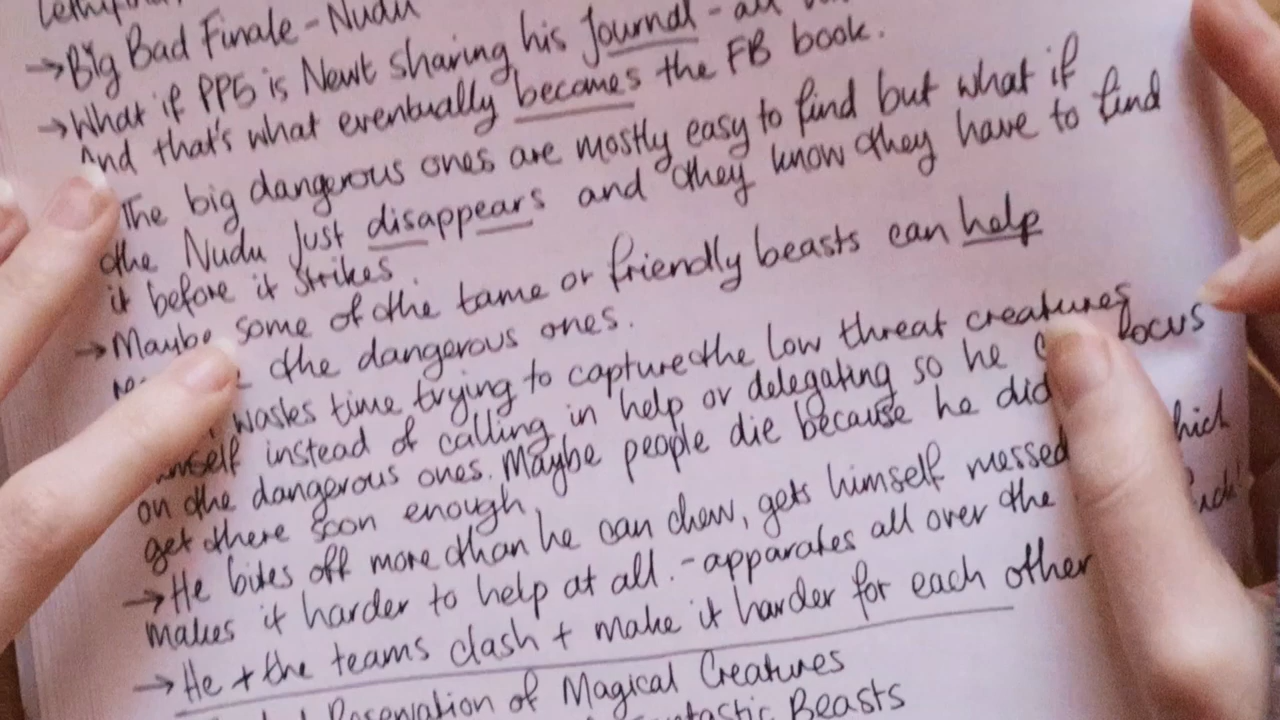 →Big Bad Finale - Nudu
→What if PP5 is Newt sharing his Journal - all
And that's what eventually becomes the FB book.
The big dangerous ones are mostly easy to find but what if
the Nudu just disappears and they know they have to find
it before it strikes.
→Maybe some of the tame or friendly beasts can help
the dangerous ones.
wastes time trying to capture the low threat creatures
himself instead of calling in help or delegating so he focus
on the dangerous ones. Maybe people die because he did
get there soon enough.
→He bites off more than he can chew, gets himself messed which
makes it harder to help at all. - apparates all over the
→He + the teams clash + make it harder for each other
of Magical Creatures
Beasts